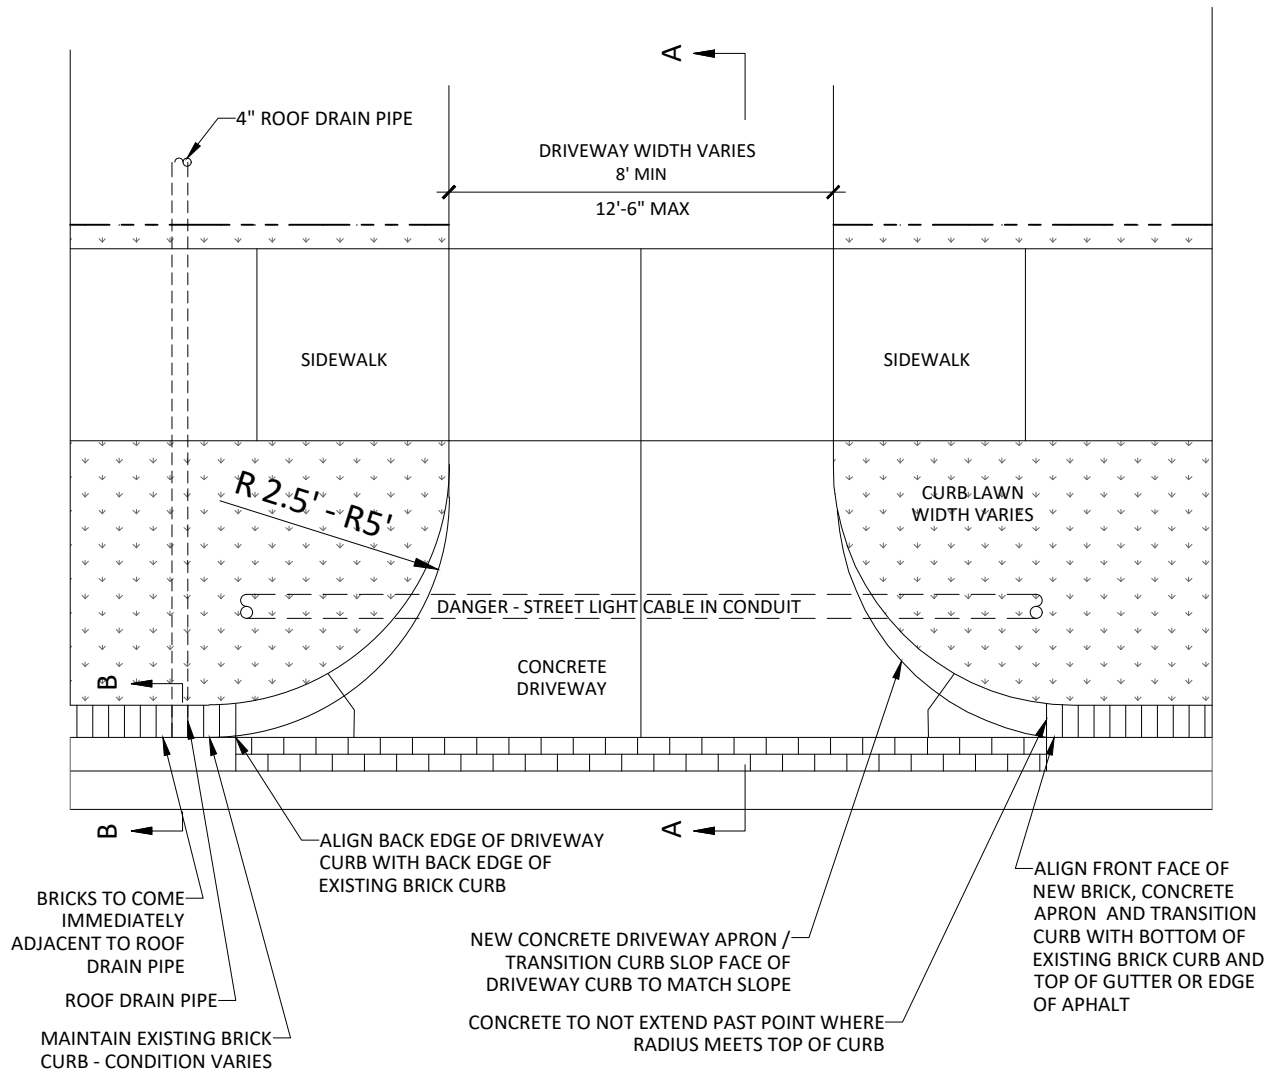 A
4" ROOF DRAIN PIPE
DRIVEWAY WIDTH VARIES
8' MIN
12'-6" MAX
SIDEWALK
SIDEWALK
R 2.5' - R5'
CURB LAWN
WIDTH VARIES
DANGER - STREET LIGHT CABLE IN CONDUIT
CONCRETE
DRIVEWAY
B
B
A
ALIGN BACK EDGE OF DRIVEWAY
CURB WITH BACK EDGE OF
EXISTING BRICK CURB
BRICKS TO COME
IMMEDIATELY
ADJACENT TO ROOF
DRAIN PIPE
ROOF DRAIN PIPE
MAINTAIN EXISTING BRICK
CURB - CONDITION VARIES
NEW CONCRETE DRIVEWAY APRON /
TRANSITION CURB SLOP FACE OF
DRIVEWAY CURB TO MATCH SLOPE
CONCRETE TO NOT EXTEND PAST POINT WHERE
RADIUS MEETS TOP OF CURB
ALIGN FRONT FACE OF
NEW BRICK, CONCRETE
APRON AND TRANSITION
CURB WITH BOTTOM OF
EXISTING BRICK CURB AND
TOP OF GUTTER OR EDGE
OF APHALT